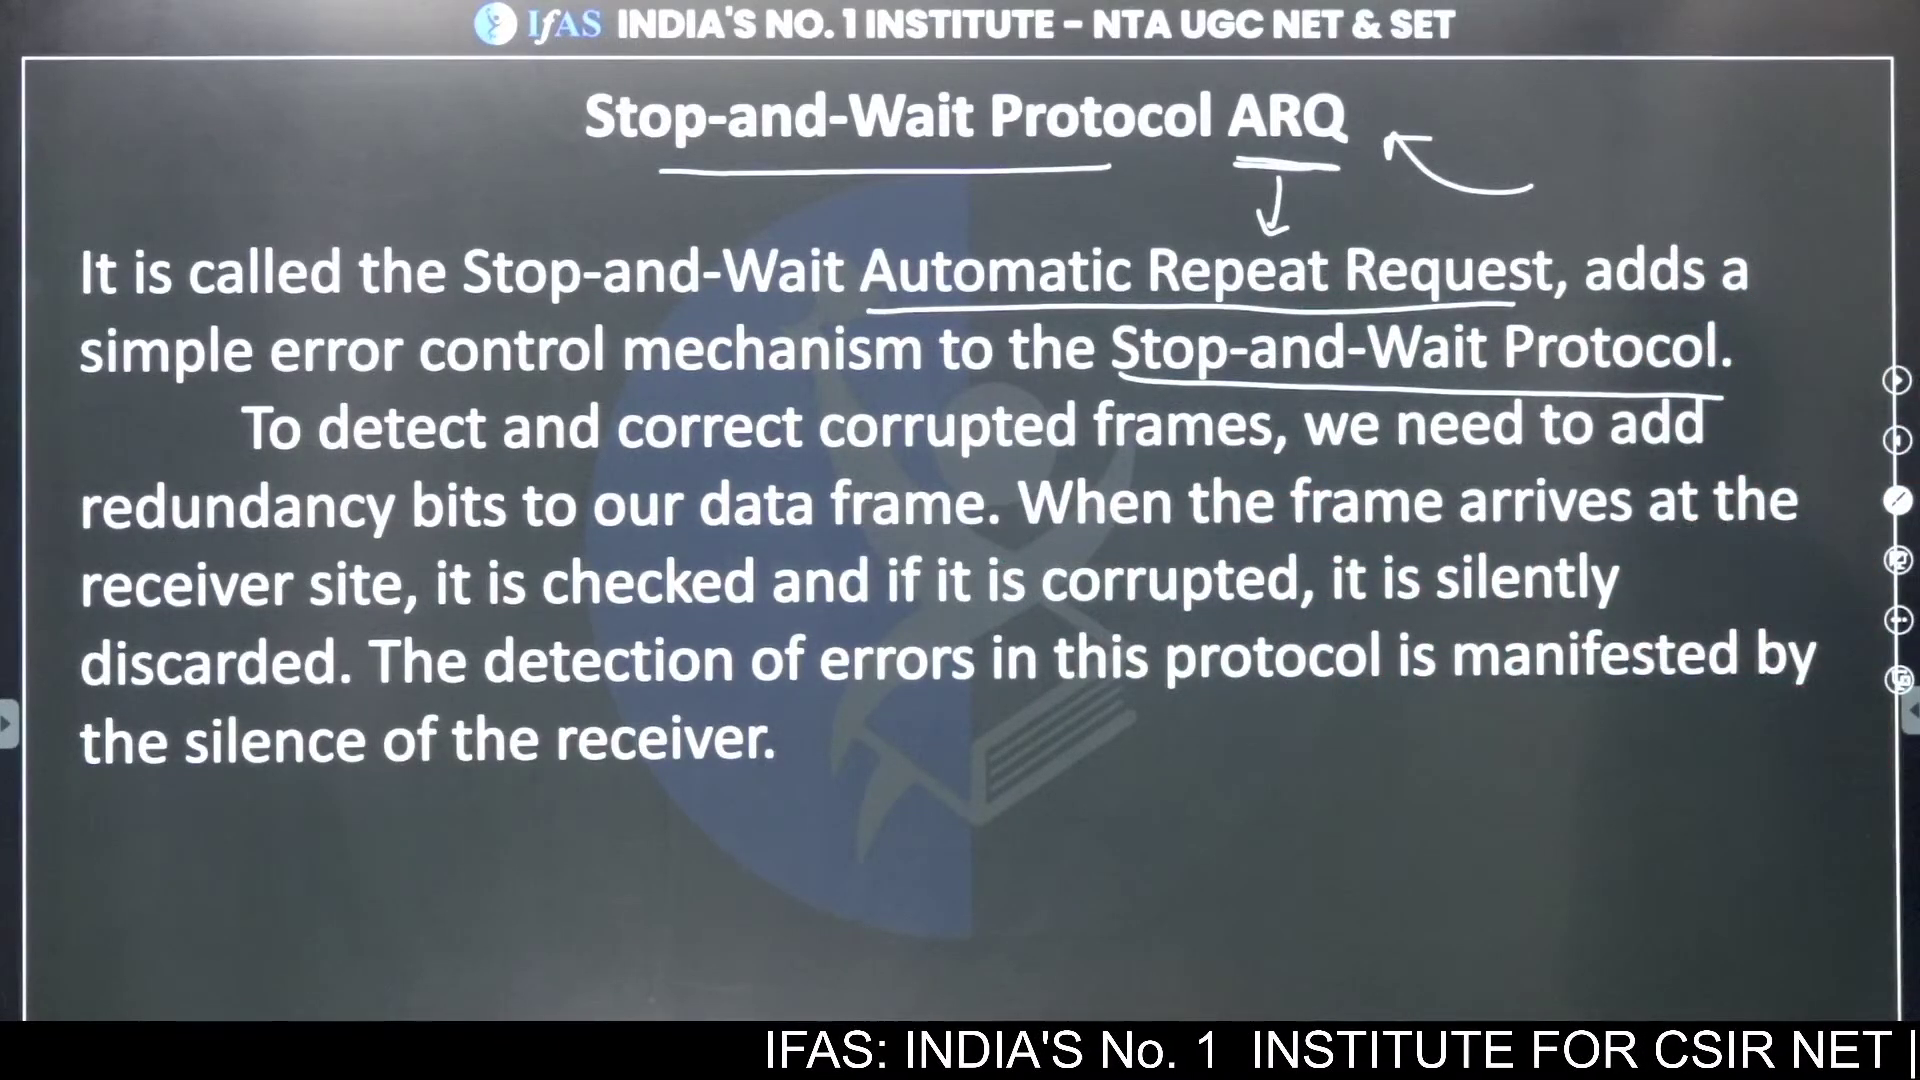 IfAS INDIA'S NO. 1 INSTITUTE – NTA UGC NET & SET
Stop-and-Wait Protocol ARQ
It is called the Stop-and-Wait Automatic Repeat Request, adds a
simple error control mechanism to the Stop-and-Wait Protocol.
To detect and correct corrupted frames, we need to add
redundancy bits to our data frame. When the frame arrives at the
receiver site, it is checked and if it is corrupted, it is silently
discarded. The detection of errors in this protocol is manifested by
the silence of the receiver.
IFAS: INDIA'S No. 1 INSTITUTE FOR CSIR NET |